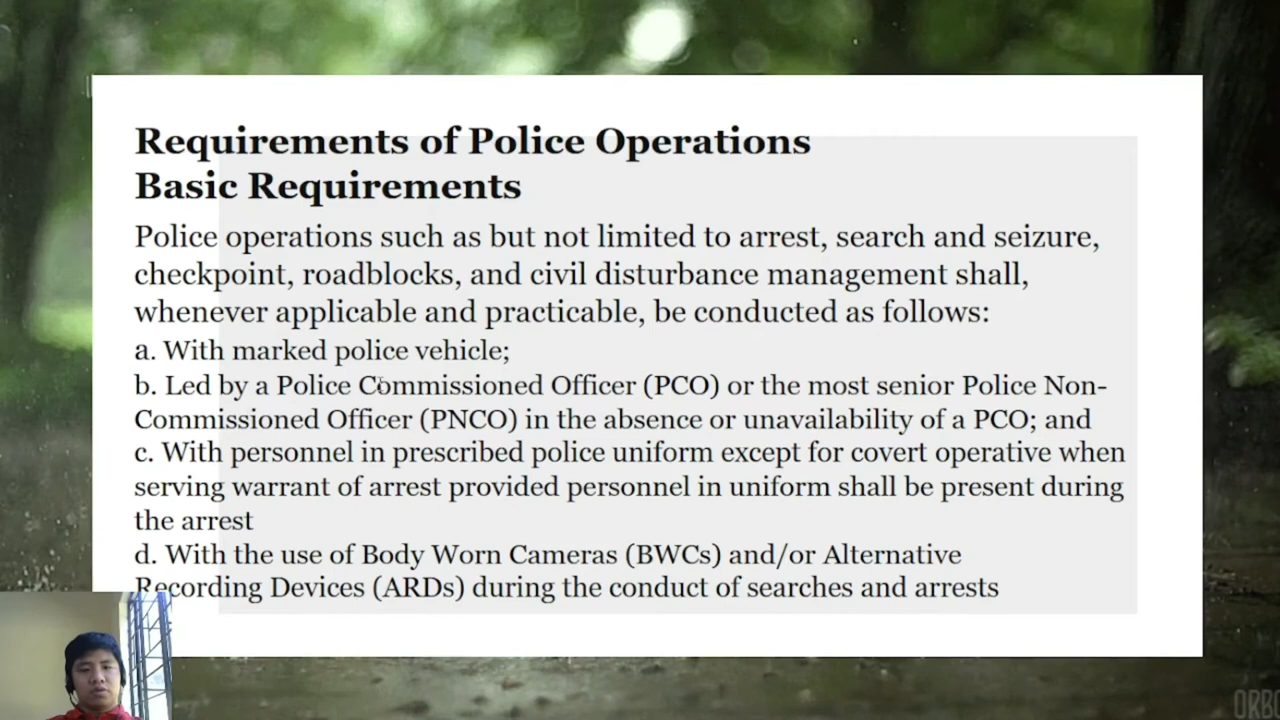 Requirements of Police Operations
Basic Requirements
Police operations such as but not limited to arrest, search and seizure,
checkpoint, roadblocks, and civil disturbance management shall,
whenever applicable and practicable, be conducted as follows:
a. With marked police vehicle;
b. Led by a Police Commissioned Officer (PCO) or the most senior Police Non-
Commissioned Officer (PNCO) in the absence or unavailability of a PCO; and
c. With personnel in prescribed police uniform except for covert operative when
serving warrant of arrest provided personnel in uniform shall be present during
the arrest
d. With the use of Body Worn Cameras (BWCs) and/or Alternative
Recording Devices (ARDs) during the conduct of searches and arrests